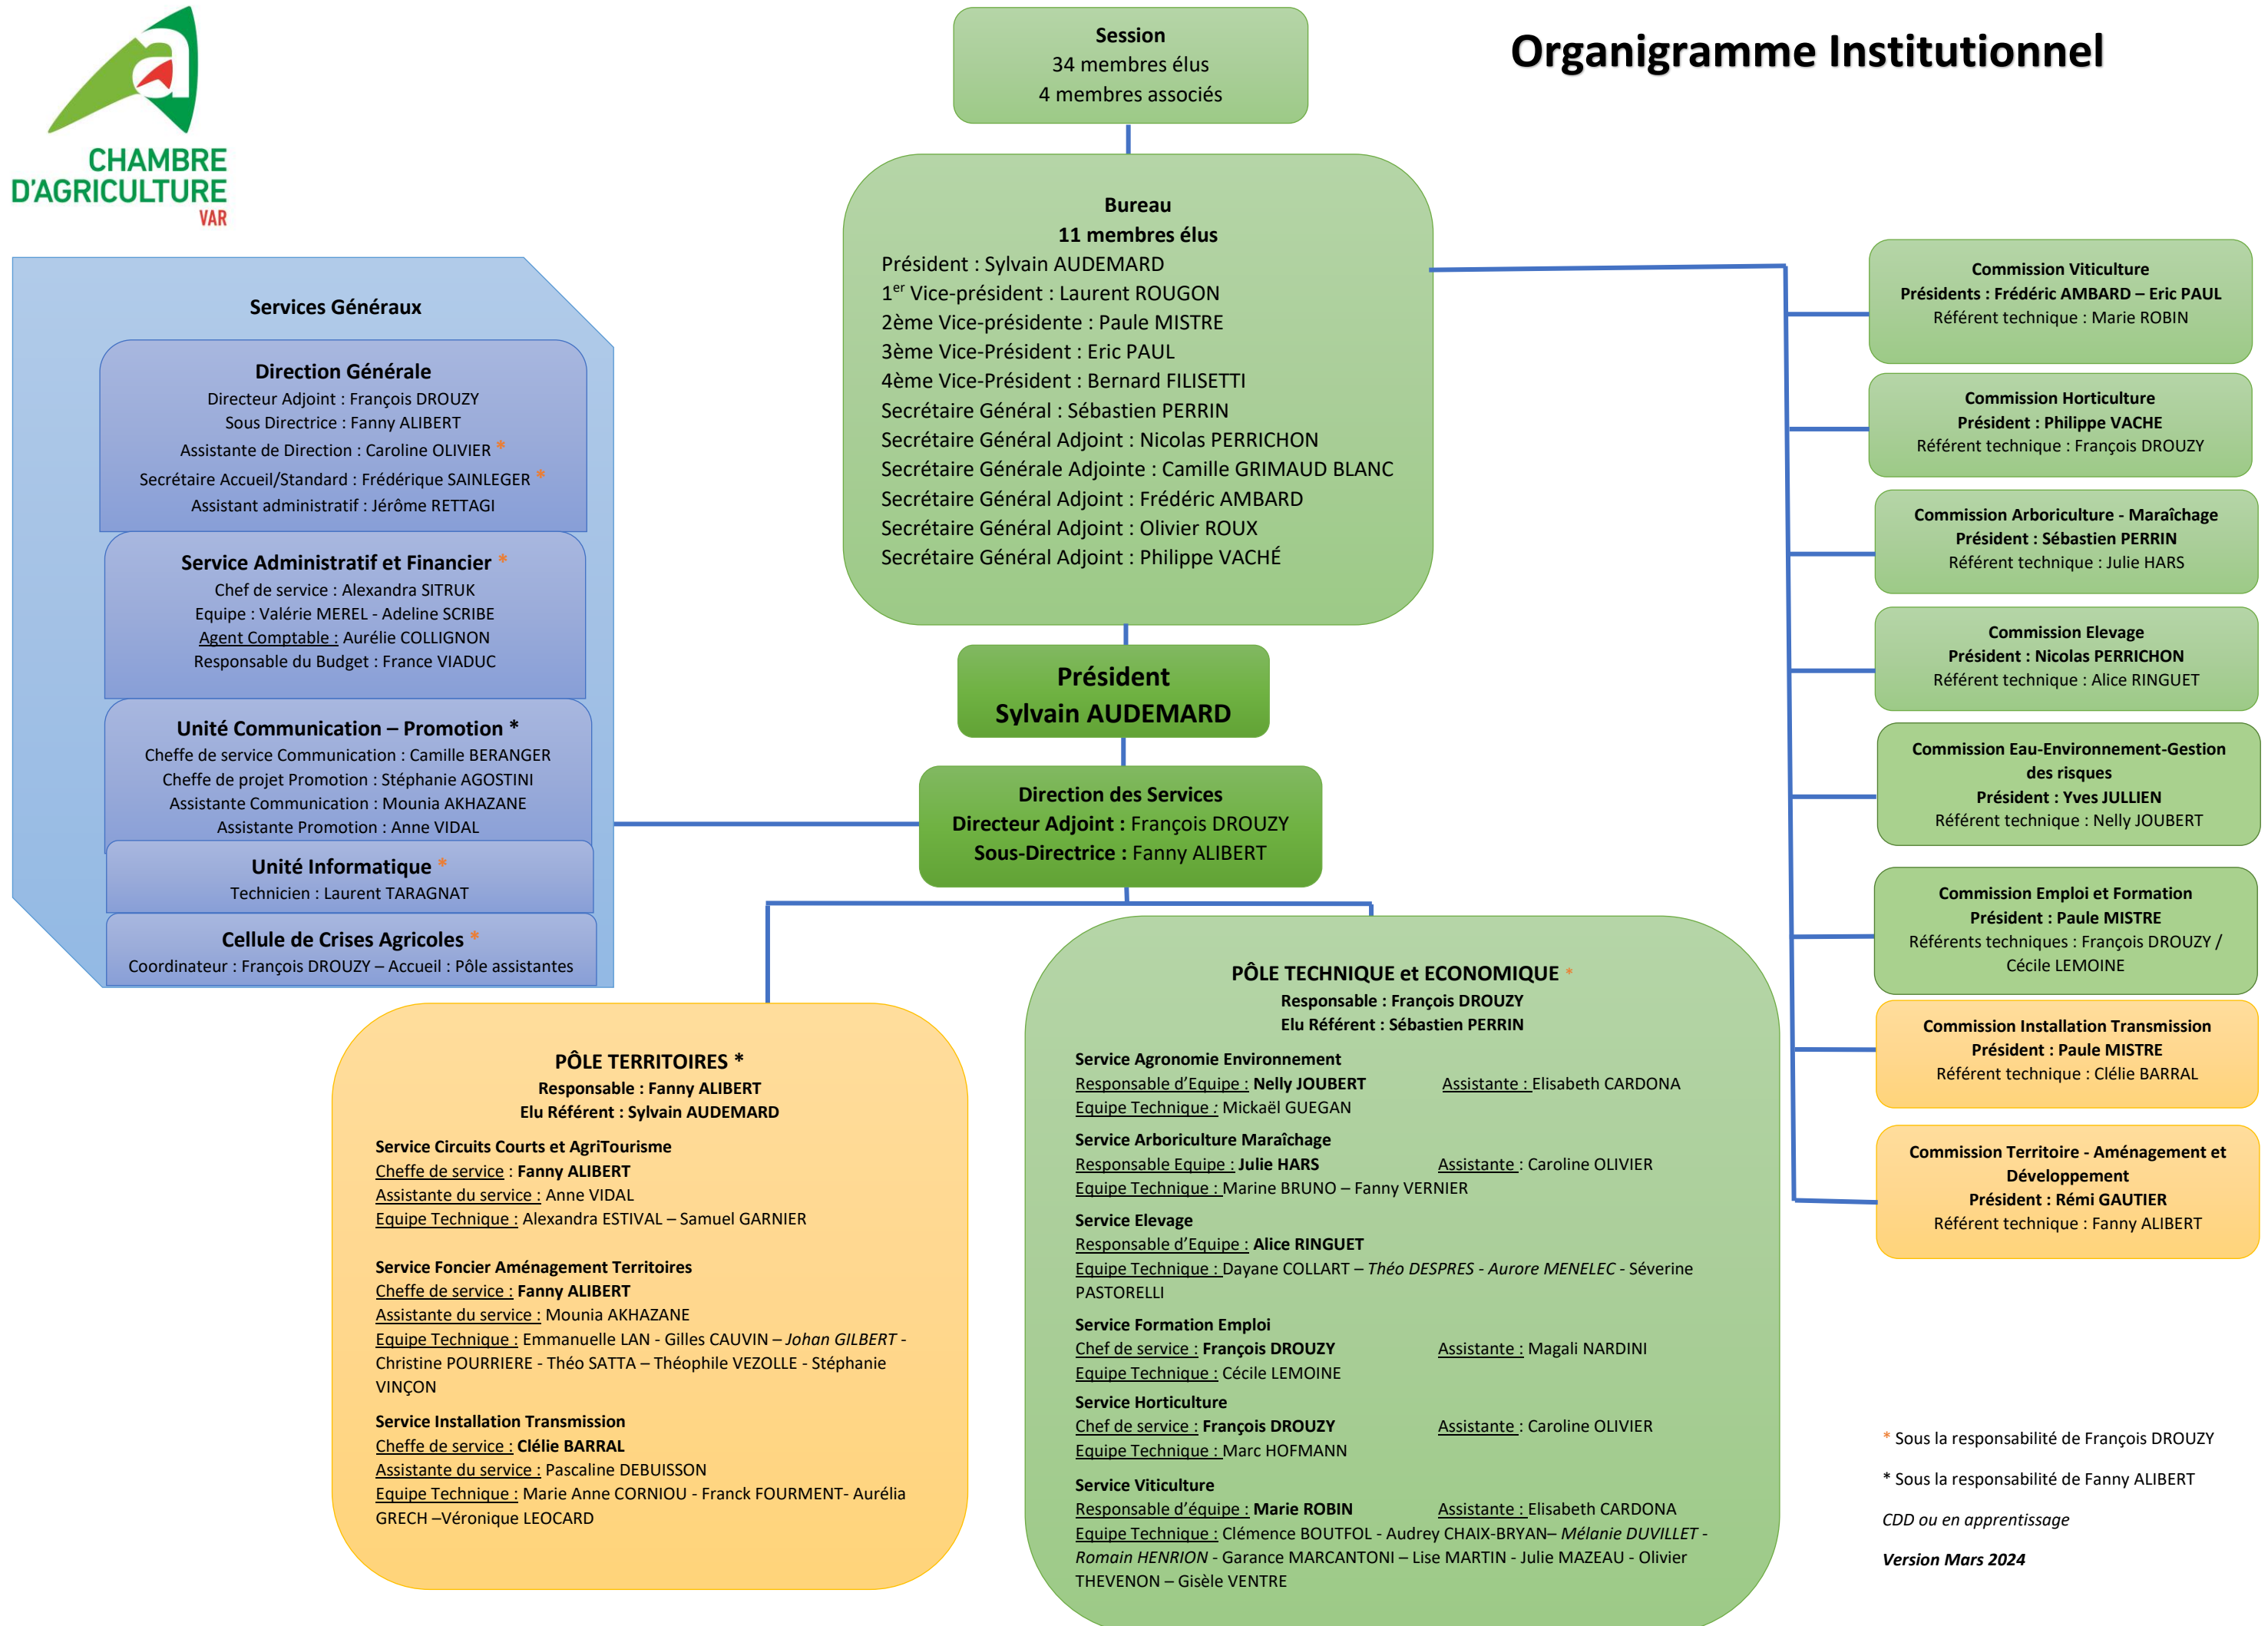 CHAMBRE
D'AGRICULTURE
VAR
Organigramme Institutionnel
Session
34 membres élus
4 membres associés
Bureau
11 membres élus
Président : Sylvain AUDEMARD
1er Vice-président : Laurent ROUGON
2ème Vice-présidente : Paule MISTRE
3ème Vice-Président : Eric PAUL
4ème Vice-Président : Bernard FILISETTI
Secrétaire Général : Sébastien PERRIN
Secrétaire Général Adjoint : Nicolas PERRICHON
Secrétaire Générale Adjointe : Camille GRIMAUD BLANC
Secrétaire Général Adjoint : Frédéric AMBARD
Secrétaire Général Adjoint : Olivier ROUX
Secrétaire Général Adjoint : Philippe VACHÉ
Président
Sylvain AUDEMARD
Direction des Services
Directeur Adjoint : François DROUZY
Sous-Directrice : Fanny ALIBERT
Services Généraux
Direction Générale
Directeur Adjoint : François DROUZY
Sous Directrice : Fanny ALIBERT
Assistante de Direction : Caroline OLIVIER *
Secrétaire Accueil/Standard : Frédérique SAINLEGER *
Assistant administratif : Jérôme RETTAGI
Service Administratif et Financier *
Chef de service : Alexandra SITRUK
Equipe : Valérie MEREL - Adeline SCRIBE
Agent Comptable : Aurélie COLLIGNON
Responsable du Budget : France VIADUC
Unité Communication – Promotion *
Cheffe de service Communication : Camille BERANGER
Cheffe de projet Promotion : Stéphanie AGOSTINI
Assistante Communication : Mounia AKHAZANE
Assistante Promotion : Anne VIDAL
Unité Informatique *
Technicien : Laurent TARAGNAT
Cellule de Crises Agricoles *
Coordinateur : François DROUZY – Accueil : Pôle assistantes
PÔLE TERRITOIRES *
Responsable : Fanny ALIBERT
Elu Référent : Sylvain AUDEMARD
Service Circuits Courts et AgriTourisme
Cheffe de service : Fanny ALIBERT
Assistante du service : Anne VIDAL
Equipe Technique : Alexandra ESTIVAL – Samuel GARNIER
Service Foncier Aménagement Territoires
Cheffe de service : Fanny ALIBERT
Assistante du service : Mounia AKHAZANE
Equipe Technique : Emmanuelle LAN - Gilles CAUVIN – Johan GILBERT -
Christine POURRIERE - Théo SATTA – Théophile VEZOLLE - Stéphanie
VINÇON
Service Installation Transmission
Cheffe de service : Clélie BARRAL
Assistante du service : Pascaline DEBUISSON
Equipe Technique : Marie Anne CORNIOU - Franck FOURMENT- Aurélia
GRECH –Véronique LEOCARD
PÔLE TECHNIQUE et ECONOMIQUE *
Responsable : François DROUZY
Elu Référent : Sébastien PERRIN
Service Agronomie Environnement
Responsable d'Equipe : Nelly JOUBERT Assistante : Elisabeth CARDONA
Equipe Technique : Mickaël GUEGAN
Service Arboriculture Maraîchage
Responsable Equipe : Julie HARS Assistante : Caroline OLIVIER
Equipe Technique : Marine BRUNO – Fanny VERNIER
Service Elevage
Responsable d'Equipe : Alice RINGUET
Equipe Technique : Dayane COLLART – Théo DESPRES - Aurore MENELEC - Séverine
PASTORELLI
Service Formation Emploi
Chef de service : François DROUZY Assistante : Magali NARDINI
Equipe Technique : Cécile LEMOINE
Service Horticulture
Chef de service : François DROUZY Assistante : Caroline OLIVIER
Equipe Technique : Marc HOFMANN
Service Viticulture
Responsable d'équipe : Marie ROBIN Assistante : Elisabeth CARDONA
Equipe Technique : Clémence BOUTFOL - Audrey CHAIX-BRYAN– Mélanie DUVILLET -
Romain HENRION - Garance MARCANTONI – Lise MARTIN - Julie MAZEAU - Olivier
THEVENON – Gisèle VENTRE
Commission Viticulture
Présidents : Frédéric AMBARD – Eric PAUL
Référent technique : Marie ROBIN
Commission Horticulture
Président : Philippe VACHE
Référent technique : François DROUZY
Commission Arboriculture - Maraîchage
Président : Sébastien PERRIN
Référent technique : Julie HARS
Commission Elevage
Président : Nicolas PERRICHON
Référent technique : Alice RINGUET
Commission Eau-Environnement-Gestion
des risques
Président : Yves JULLIEN
Référent technique : Nelly JOUBERT
Commission Emploi et Formation
Président : Paule MISTRE
Référents techniques : François DROUZY /
Cécile LEMOINE
Commission Installation Transmission
Président : Paule MISTRE
Référent technique : Clélie BARRAL
Commission Territoire - Aménagement et
Développement
Président : Rémi GAUTIER
Référent technique : Fanny ALIBERT
* Sous la responsabilité de François DROUZY
* Sous la responsabilité de Fanny ALIBERT
CDD ou en apprentissage
Version Mars 2024